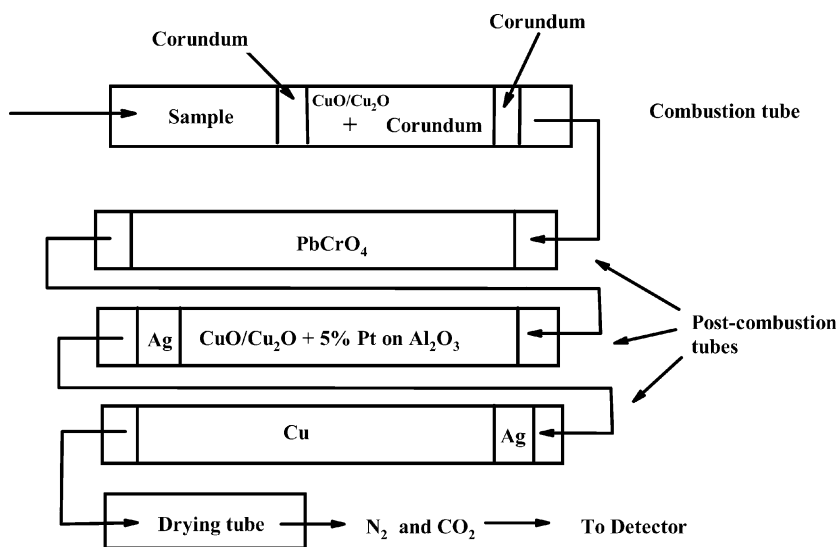 Corundum
Corundum
Sample
CuO/Cu₂O
+ Corundum
Combustion tube
PbCrO₄
Ag
CuO/Cu₂O + 5% Pt on Al₂O₃
Post-combustion
tubes
Cu
Ag
Drying tube
N₂ and CO₂
To Detector